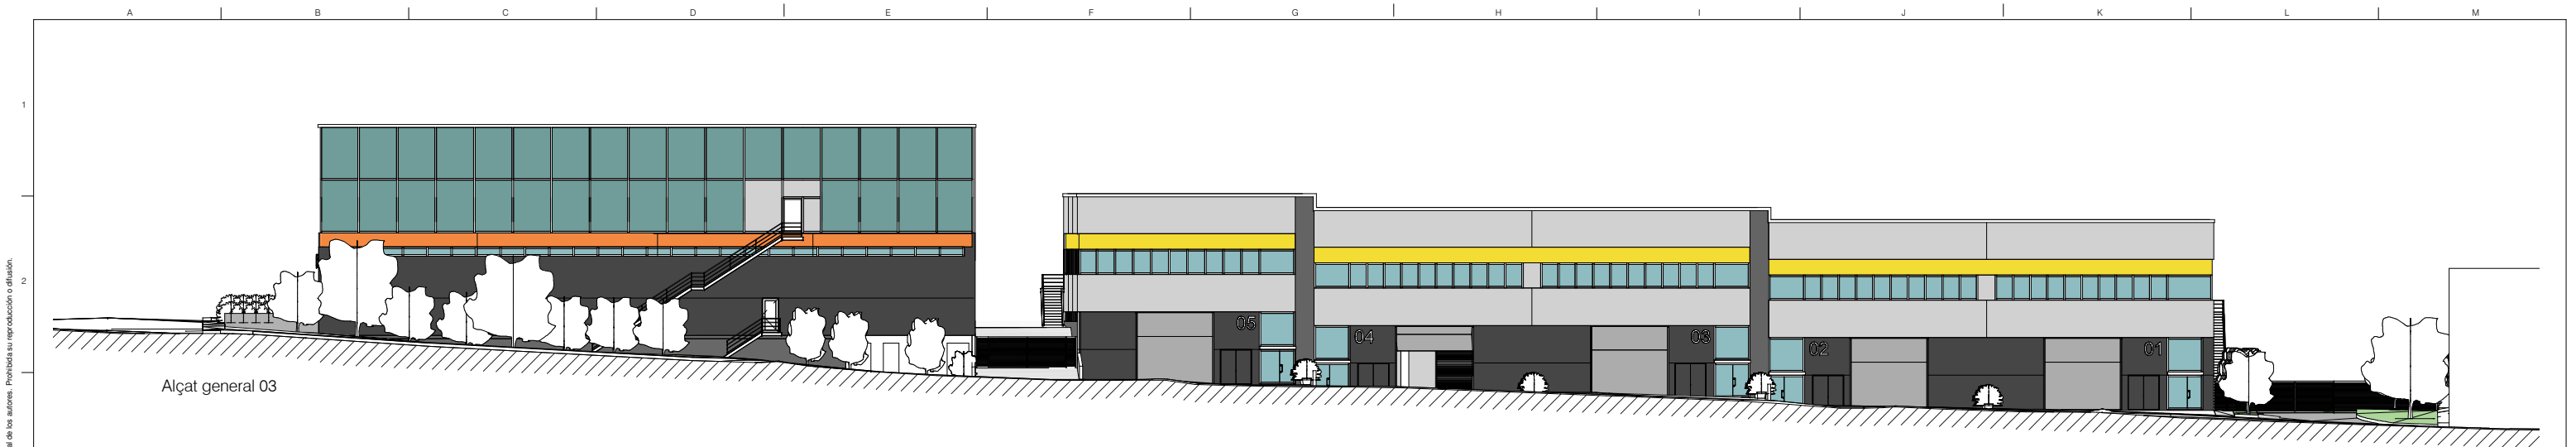 A B C D E F G H I J K L M
1
2
05 04 03 02 01
Alçat general 03
al de los autores. Prohibida su reproducción o difusión.